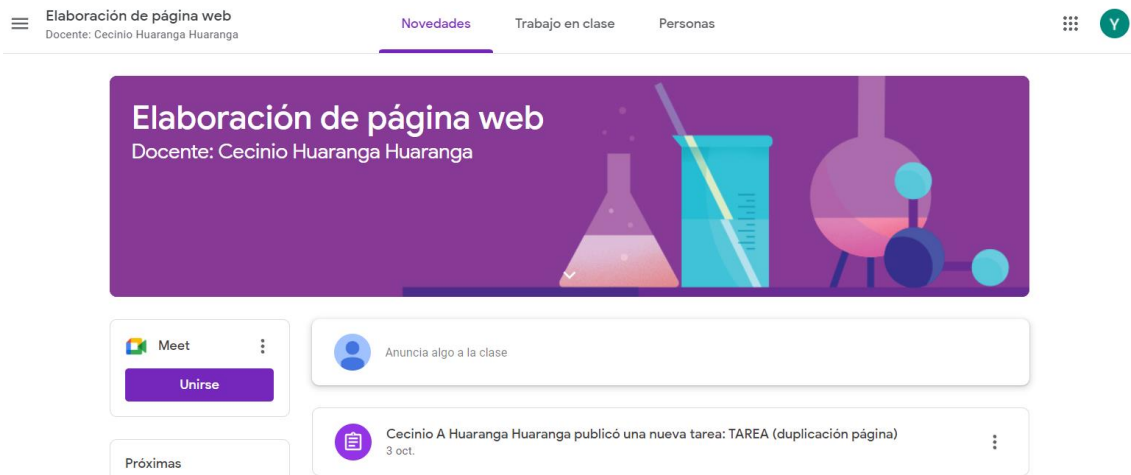 Elaboración de página web
Docente: Cecinio Huaranga Huaranga
Novedades
Trabajo en clase
Personas
Y
Elaboración de página web
Docente: Cecinio Huaranga Huaranga
Meet
Unirse
Anuncia algo a la clase
Cecinio A Huaranga Huaranga publicó una nueva tarea: TAREA (duplicación página)
3 oct.
Próximas